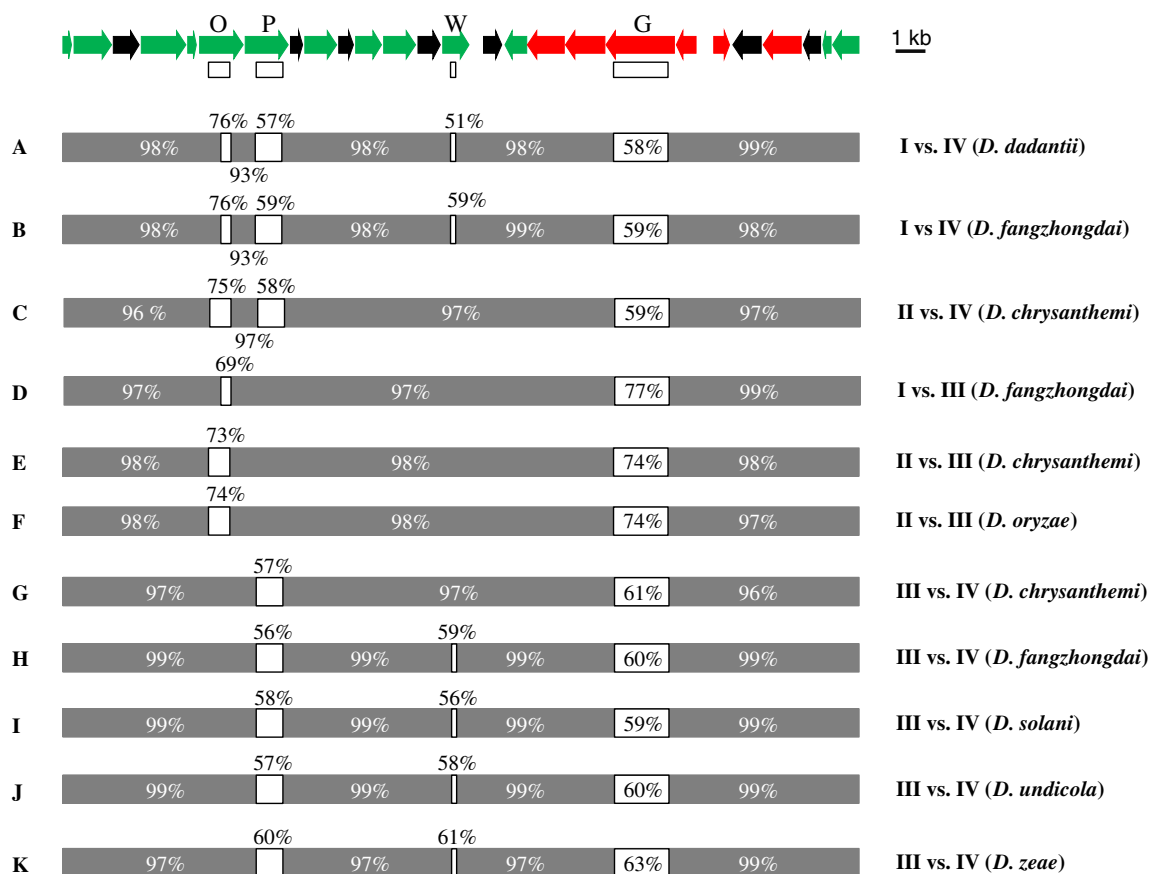 O P W G
1 kb
76% 57% 51%
A 98% 98% 98% 58% 99% I vs. IV (D. dadantii)
93%
76% 59% 59%
B 98% 98% 99% 59% 98% I vs IV (D. fangzhongdai)
93%
75% 58%
C 96 % 97% 59% 97% II vs. IV (D. chrysanthemi)
97%
69%
D 97% 97% 77% 99% I vs. III (D. fangzhongdai)
73%
E 98% 98% 74% 98% II vs. III (D. chrysanthemi)
74%
F 98% 98% 74% 97% II vs. III (D. oryzae)
57%
G 97% 97% 61% 96% III vs. IV (D. chrysanthemi)
56% 59%
H 99% 99% 99% 60% 99% III vs. IV (D. fangzhongdai)
58% 56%
I 99% 99% 99% 59% 99% III vs. IV (D. solani)
57% 58%
J 99% 99% 99% 60% 99% III vs. IV (D. undicola)
60% 61%
K 97% 97% 97% 63% 99% III vs. IV (D. zeae)